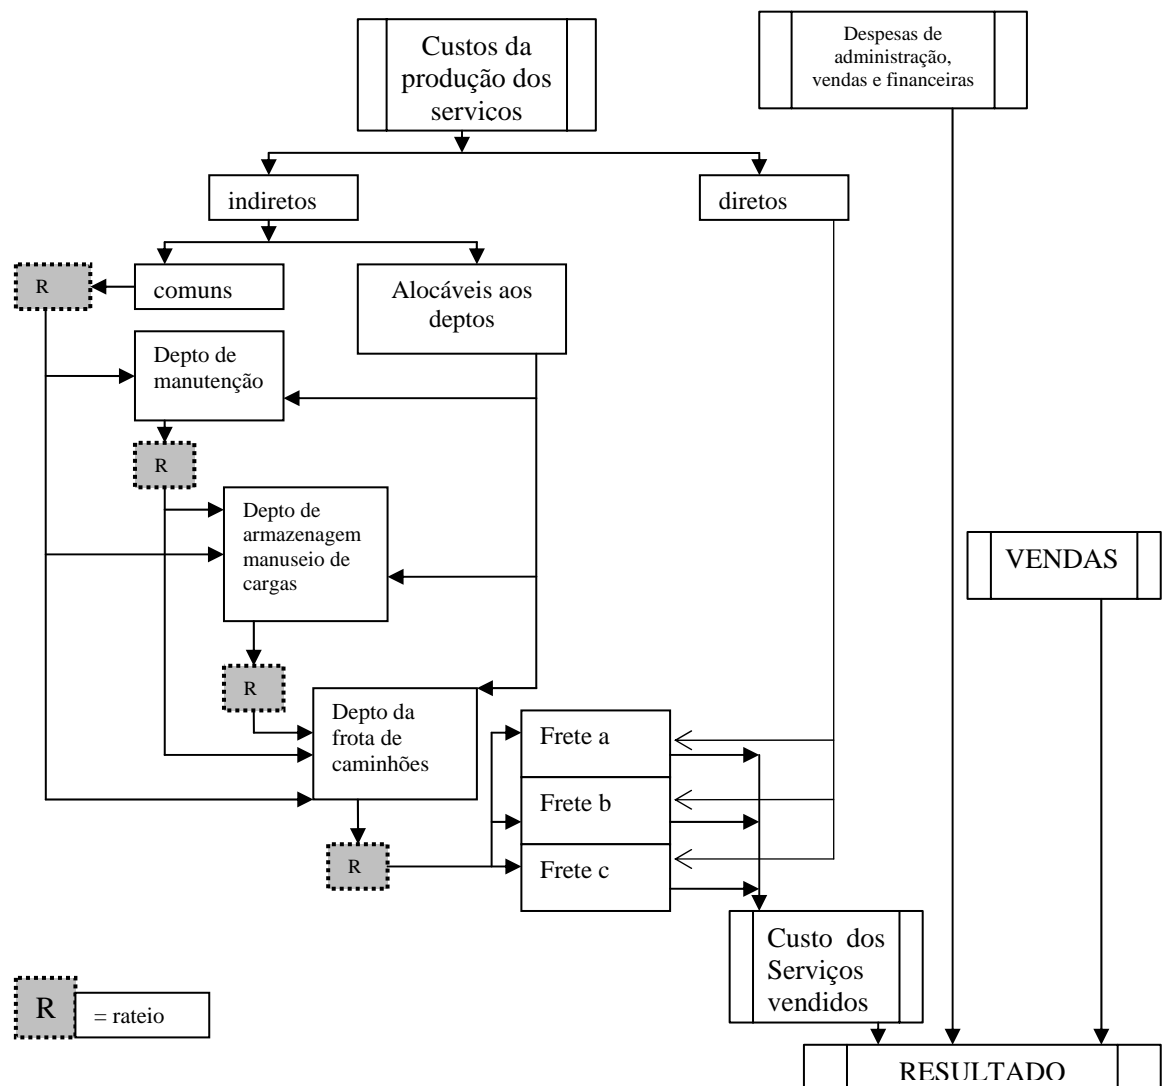 Custos da
produção dos
servicos
Despesas de
administração,
vendas e financeiras
indiretos
diretos
R
comuns
Alocáveis aos
deptos
Depto de
manutenção
R
Depto de
armazenagem
manuseio de
cargas
VENDAS
R
Depto da
frota de
caminhões
Frete a
Frete b
R
Frete c
Custo dos
Serviços
vendidos
R
= rateio
RESULTADO